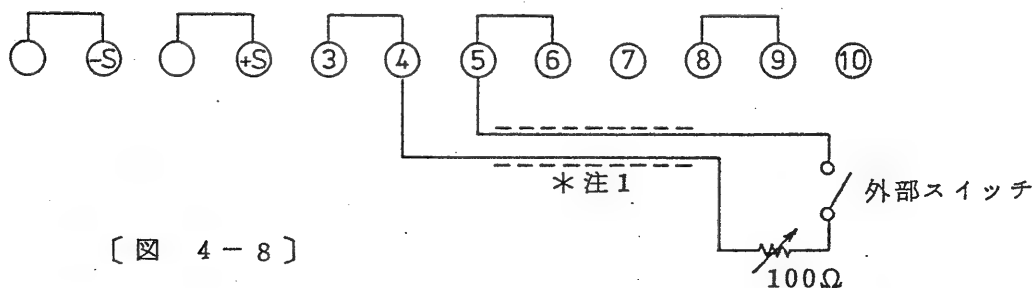 -S +S ③ ④ ⑤ ⑥ ⑦ ⑧ ⑨ ⑩
*注1
外部スイッチ
〔図 4-8〕
100Ω